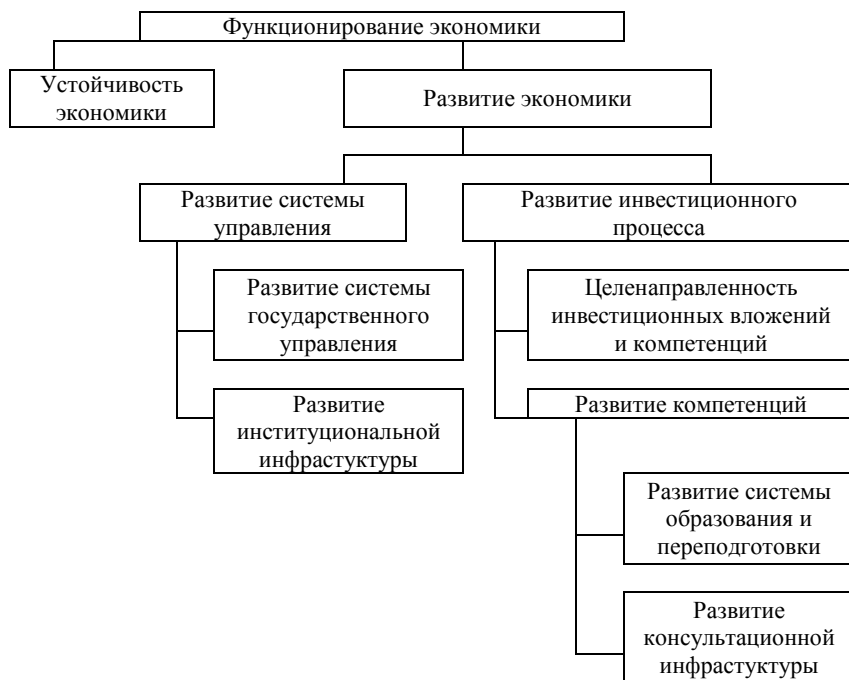 Функционирование экономики
Устойчивость
экономики
Развитие экономики
Развитие системы
управления
Развитие инвестиционного
процесса
Развитие системы
государственного
управления
Целенаправленность
инвестиционных вложений
и компетенций
Развитие
институциональной
инфрастуктуры
Развитие компетенций
Развитие системы
образования и
переподготовки
Развитие
консультационной
инфрастуктуры